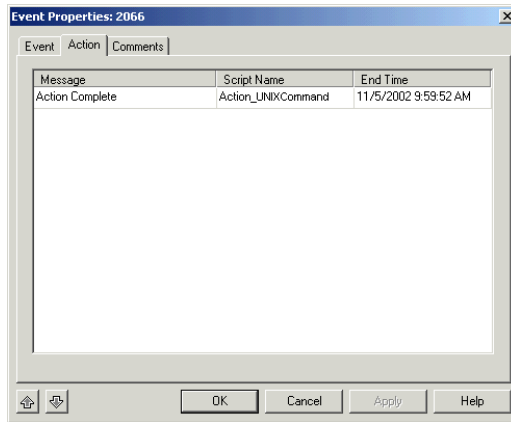 Event Properties: 2066
Event Action Comments
Message Script Name End Time
Action Complete Action_UNIXCommand 11/5/2002 9:59:52 AM
OK Cancel Apply Help